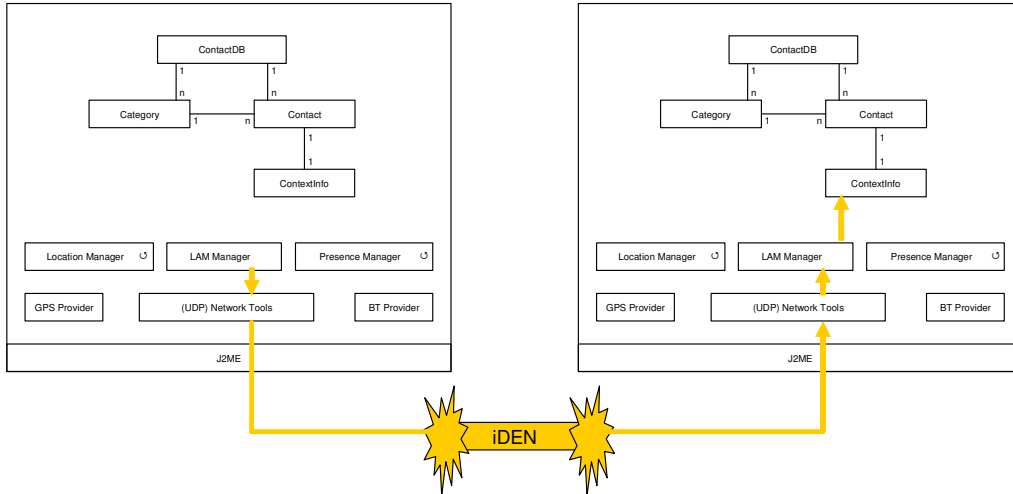 ContactDB
1 1
n n
Category Contact
1 n
1
1
ContextInfo
Location Manager ↺ LAM Manager Presence Manager ↺
GPS Provider (UDP) Network Tools BT Provider
J2ME
ContactDB
1 1
n n
Category Contact
1 n
1
1
ContextInfo
Location Manager ↺ LAM Manager Presence Manager ↺
GPS Provider (UDP) Network Tools BT Provider
J2ME
iDEN